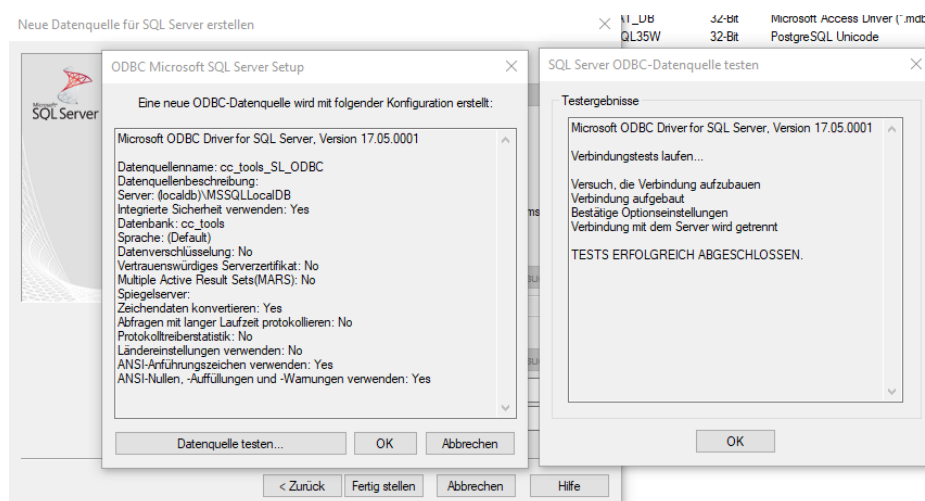 Neue Datenquelle für SQL Server erstellen
Microsoft
SQL Server
ODBC Microsoft SQL Server Setup
Eine neue ODBC-Datenquelle wird mit folgender Konfiguration erstellt:
Microsoft ODBC Driver for SQL Server, Version 17.05.0001
Datenquellenname: cc_tools_SL_ODBC
Datenquellenbeschreibung:
Server: (localdb)\MSSQLLocalDB
Integrierte Sicherheit verwenden: Yes
Datenbank: cc_tools
Sprache: (Default)
Datenverschlüsselung: No
Vertrauenswürdiges Serverzertifikat: No
Multiple Active Result Sets(MARS): No
Spiegelserver:
Zeichendaten konvertieren: Yes
Abfragen mit langer Laufzeit protokollieren: No
Protokolltreiberstatistik: No
Ländereinstellungen verwenden: No
ANSI-Anführungszeichen verwenden: Yes
ANSI-Nullen, -Auffüllungen und -Warnungen verwenden: Yes
Datenquelle testen...
OK
Abbrechen
< Zurück
Fertig stellen
Abbrechen
Hilfe
_DB 32-Bit Microsoft Access Driver (*.mdb
QL35W 32-Bit PostgreSQL Unicode
SQL Server ODBC-Datenquelle testen
Testergebnisse
Microsoft ODBC Driver for SQL Server, Version 17.05.0001
Verbindungstests laufen...
Versuch, die Verbindung aufzubauen
Verbindung aufgebaut
Bestätige Optionseinstellungen
Verbindung mit dem Server wird getrennt
TESTS ERFOLGREICH ABGESCHLOSSEN.
OK